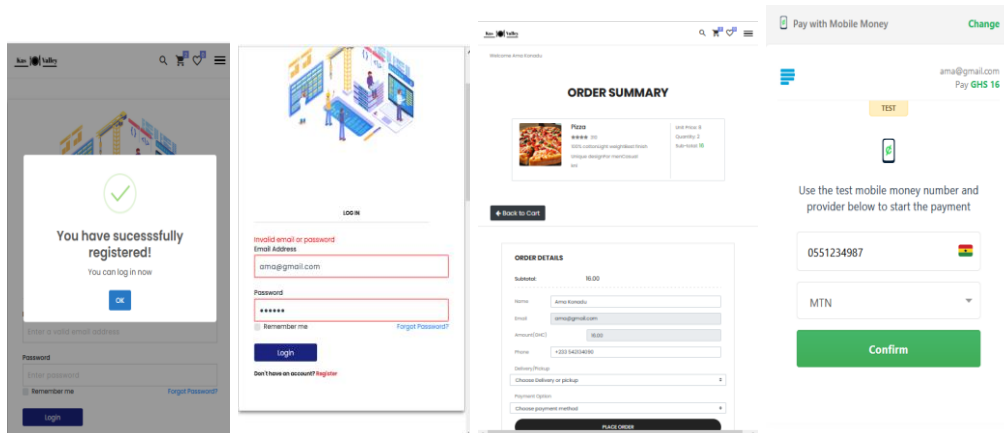 Kas Valley
You have sucesssfully
registered!
You can log in now
OK
Enter a valid email address
Password
Enter password
Remember me
Forgot Password?
Login
LOG IN
Invalid email or password
Email Address
ama@gmail.com
Password
Remember me
Forgot Password?
Login
Don't have an account? Register
Kas Valley
Welcome Ama Konadu
ORDER SUMMARY
Pizza
Unit Price: 8
Quantity: 2
Sub-total: 16
100% cotton Light weight Best finish
Unique design For men Casual
Back to Cart
ORDER DETAILS
Subtotal: 16.00
Name Ama Konadu
Email ama@gmail.com
Amount(GHC) 16.00
Phone
Delivery/Pickup
Choose Delivery or pickup
Payment Option
Choose payment method
PLACE ORDER
Pay with Mobile Money Change
ama@gmail.com
Pay GHS 16
TEST
Use the test mobile money number and
provider below to start the payment
0551234987
MTN
Confirm